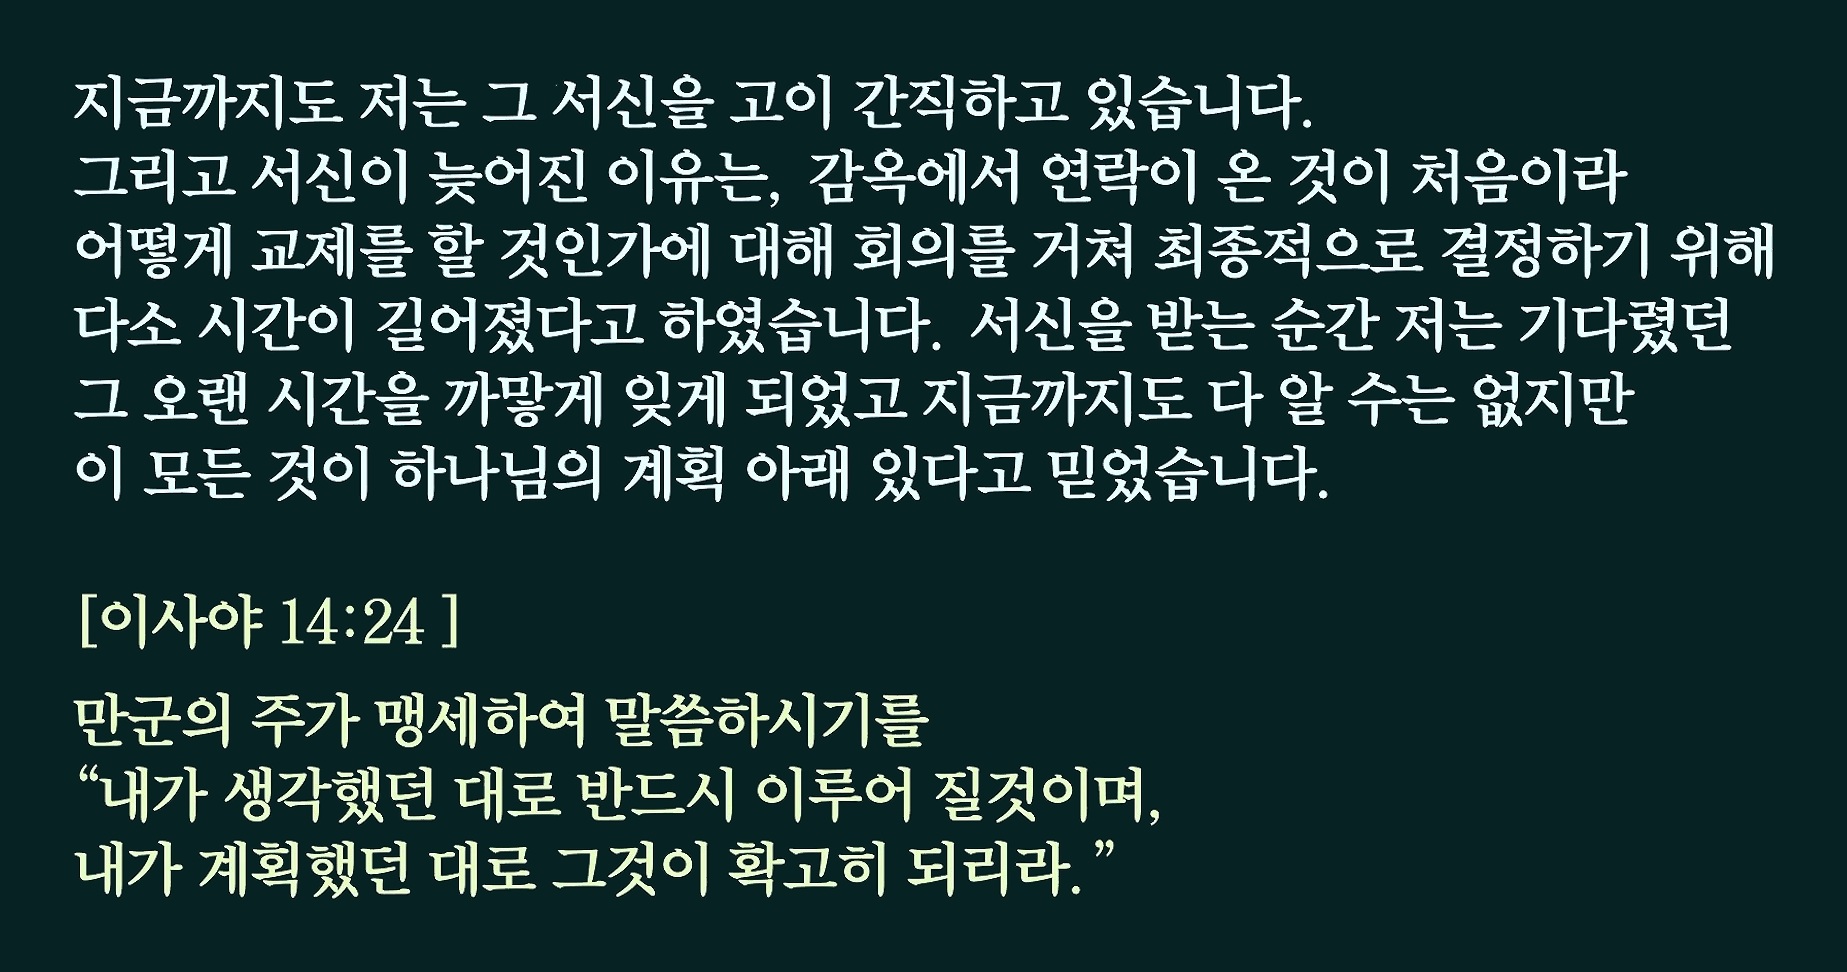 지금까지도 저는 그 서신을 고이 간직하고 있습니다.
그리고 서신이 늦어진 이유는, 감옥에서 연락이 온 것이 처음이라
어떻게 교제를 할 것인가에 대해 회의를 거쳐 최종적으로 결정하기 위해
다소 시간이 길어졌다고 하였습니다. 서신을 받는 순간 저는 기다렸던
그 오랜 시간을 까맣게 잊게 되었고 지금까지도 다 알 수는 없지만
이 모든 것이 하나님의 계획 아래 있다고 믿었습니다.
[이사야 14:24 ]
만군의 주가 맹세하여 말씀하시기를
“내가 생각했던 대로 반드시 이루어 질것이며,
내가 계획했던 대로 그것이 확고히 되리라. ”